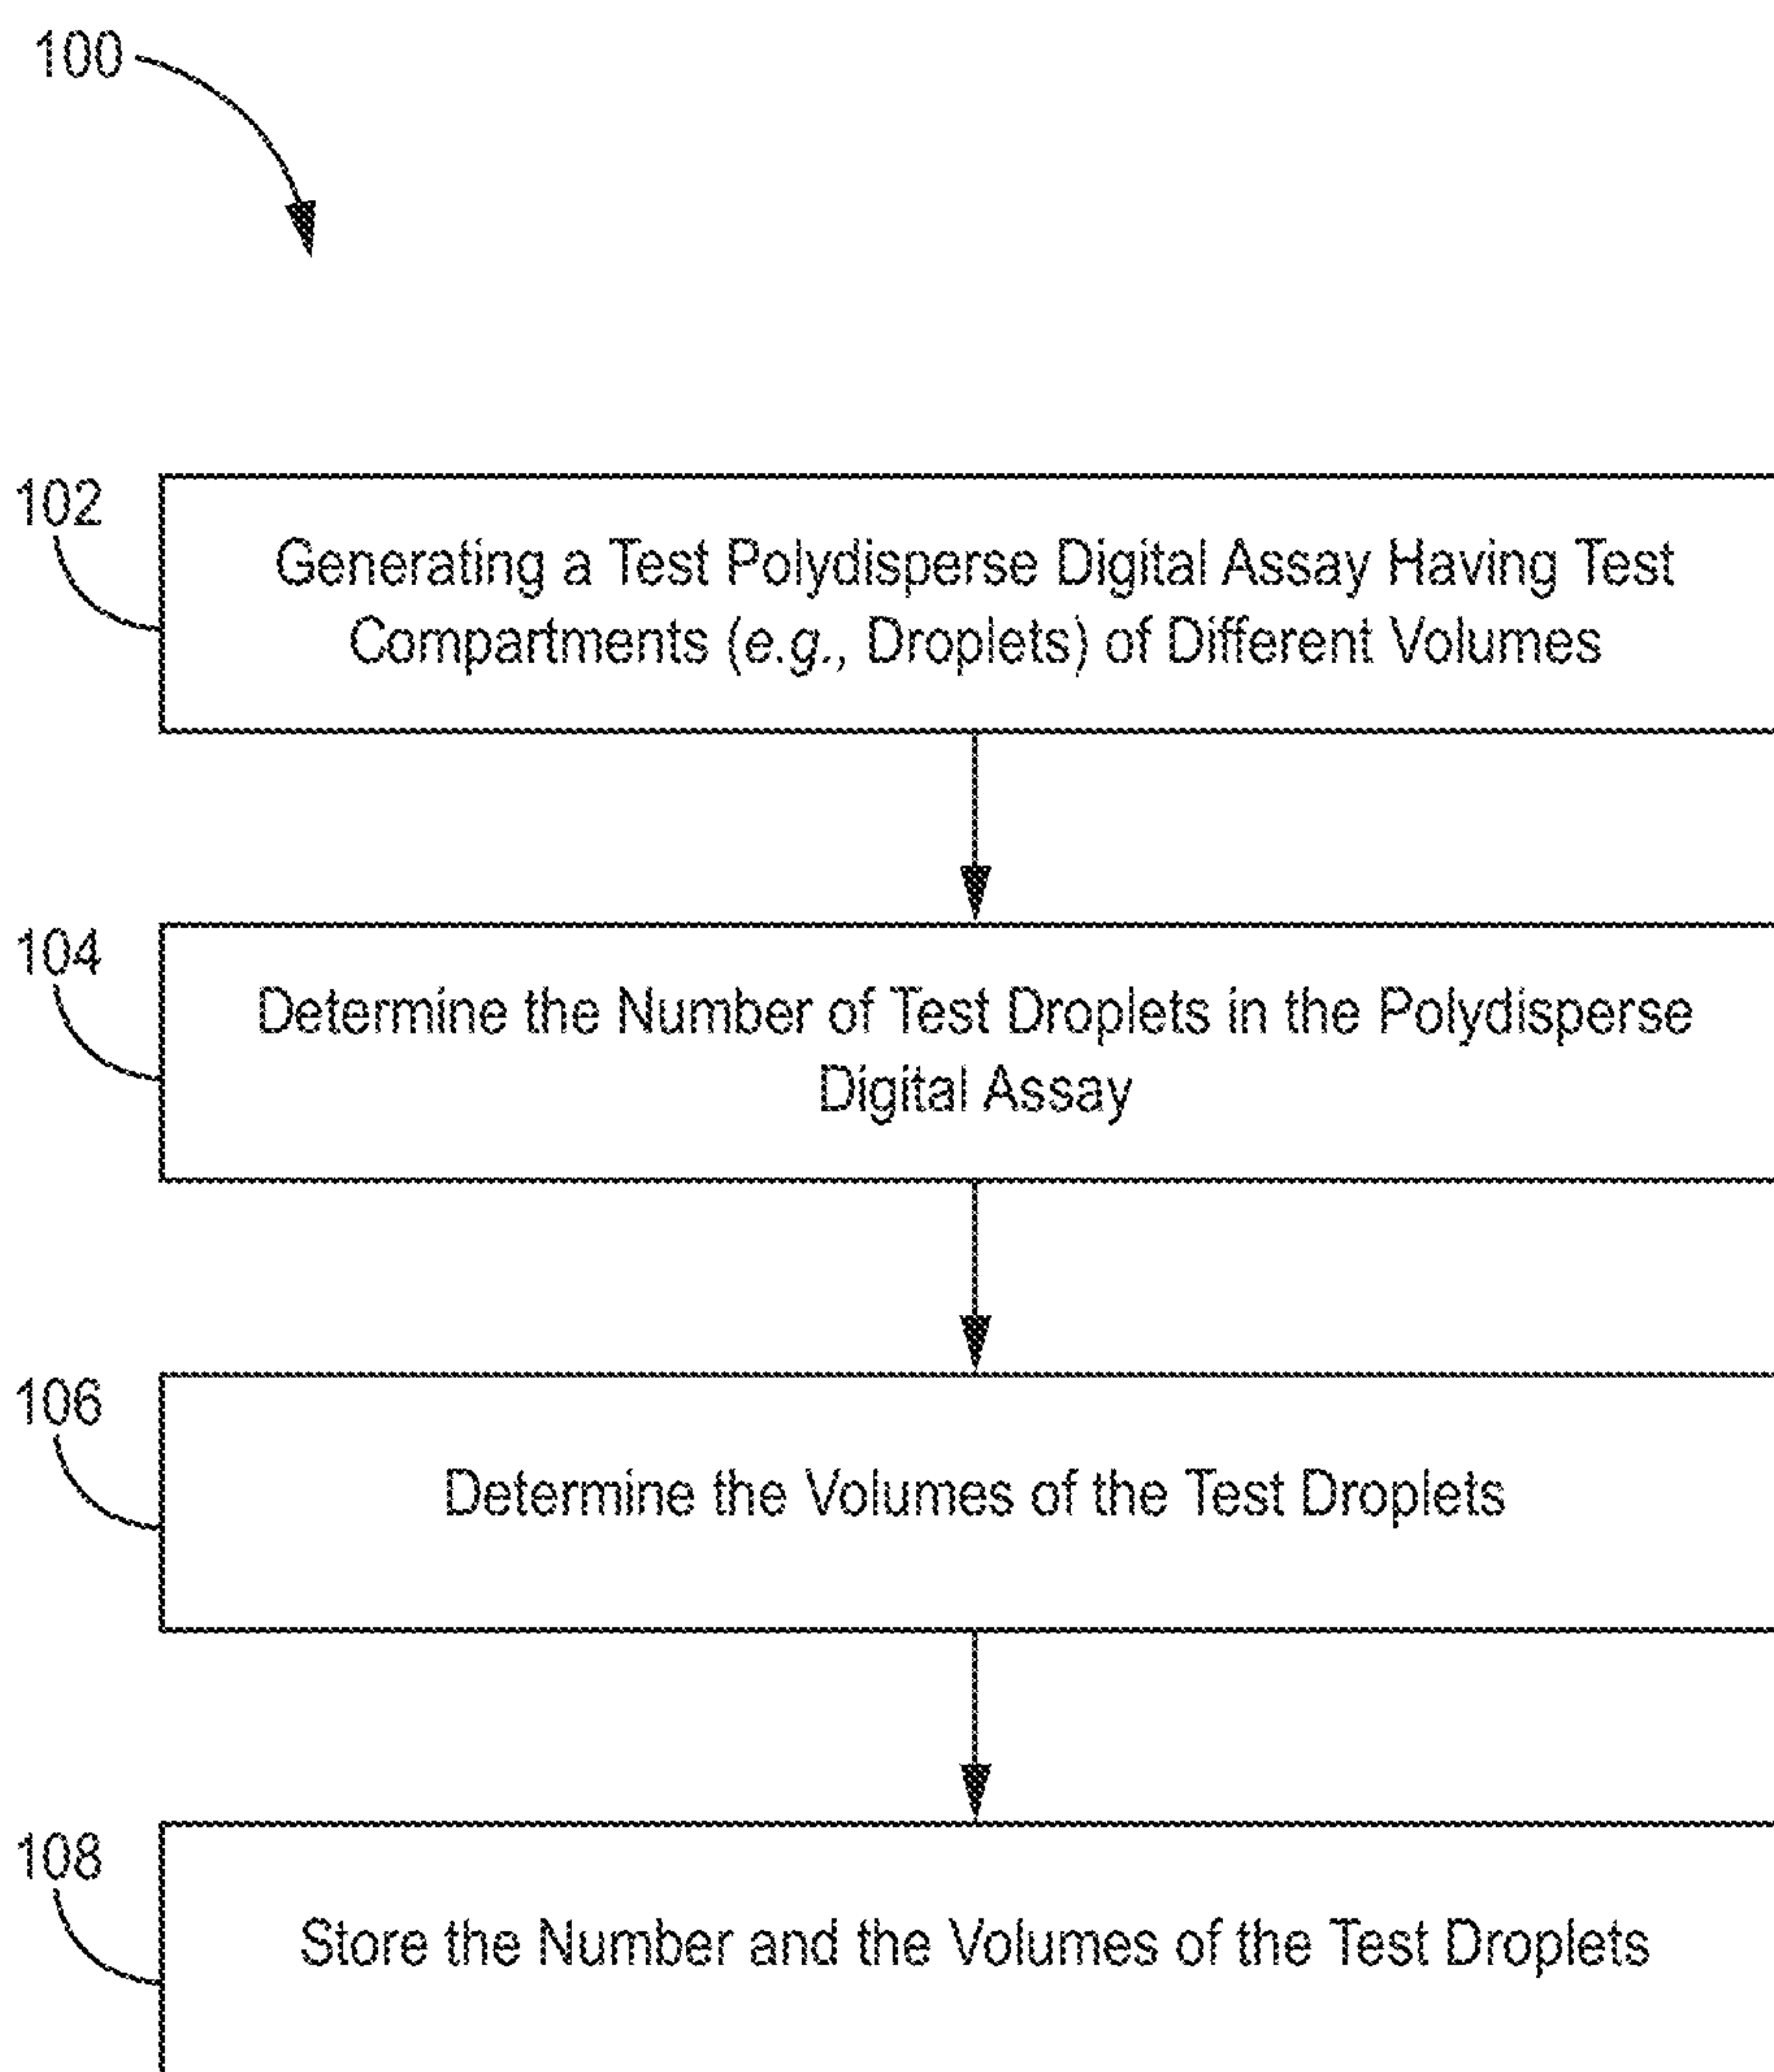 100
102
Generating a Test Polydisperse Digital Assay Having Test
Compartments (e.g., Droplets) of Different Volumes
104
Determine the Number of Test Droplets in the Polydisperse
Digital Assay
106
Determine the Volumes of the Test Droplets
108
Store the Number and the Volumes of the Test Droplets